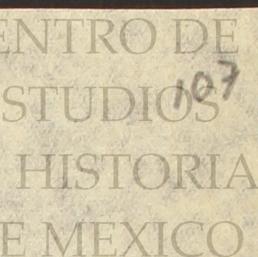 ENTRO DE
107
STUDIOS
HISTORIA
E MEXICO